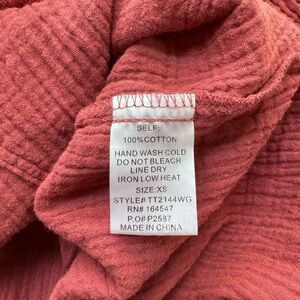 SELF:
100%COTTON
HAND WASH COLD
DO NOT BLEACH
LINE DRY
IRON LOW HEAT
SIZE:XS
STYLE# TT2144WG
RN# 164547
P.O# P2587
MADE IN CHINA